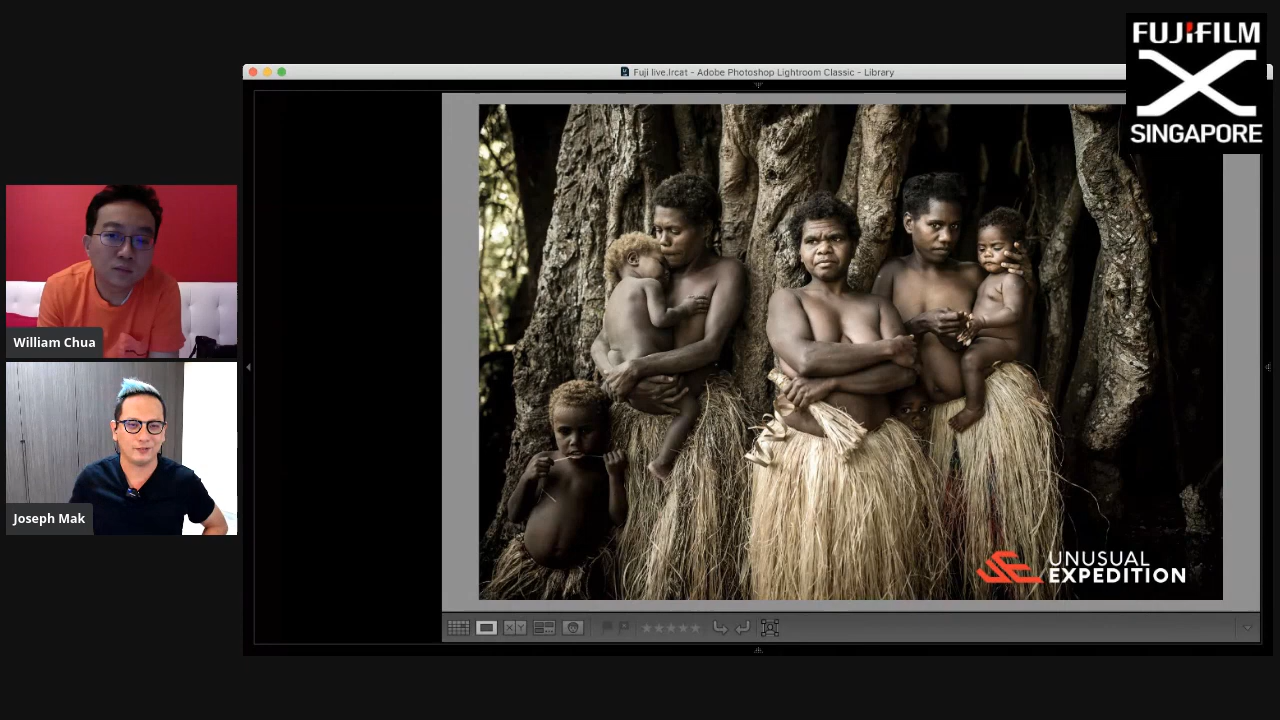 FUJIFILM
SINGAPORE
Fuji live.lrcat - Adobe Photoshop Lightroom Classic - Library
William Chua
Joseph Mak
UNUSUAL
EXPEDITION
X Y